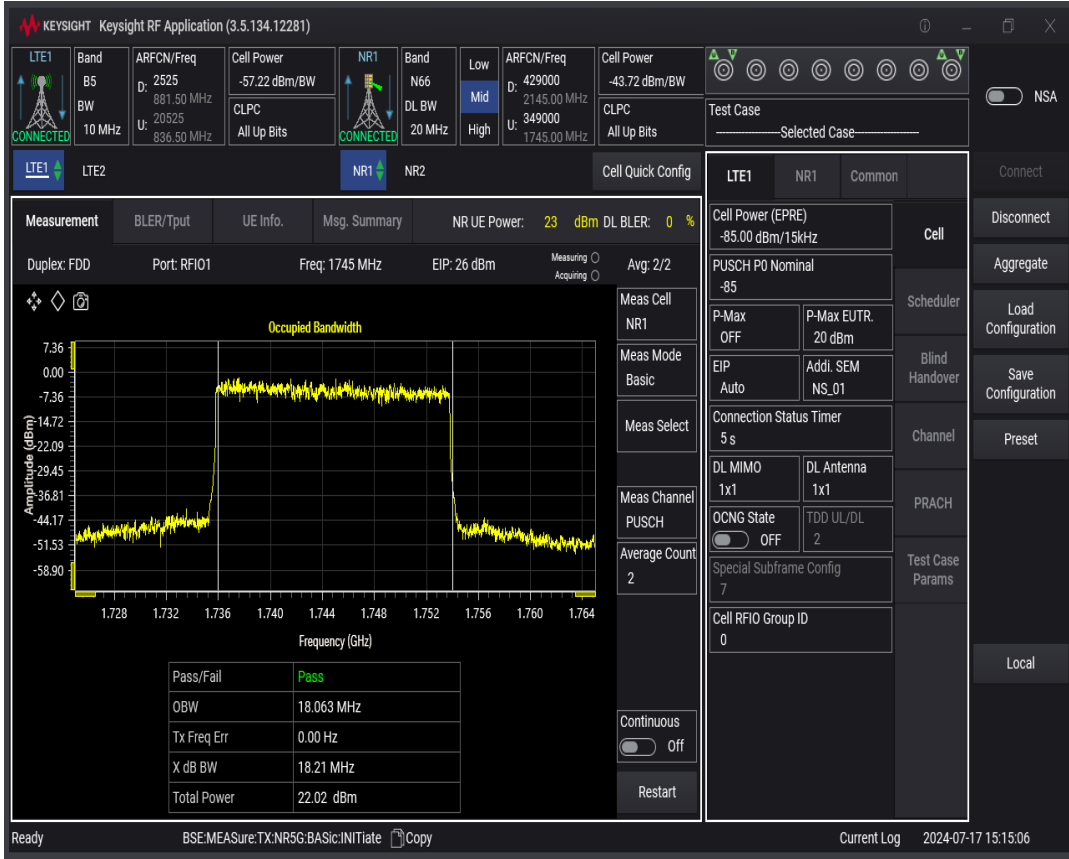 KEYSIGHT Keysight RF Application (3.5.134.12281)
LTE1
CONNECTED
Band
B5
BW
10 MHz
ARFCN/Freq
D: 2525
881.50 MHz
U: 20525
836.50 MHz
Cell Power
-57.22 dBm/BW
CLPC
All Up Bits
NR1
CONNECTED
Band
N66
DL BW
20 MHz
Low
Mid
High
ARFCN/Freq
D: 429000
2145.00 MHz
U: 349000
1745.00 MHz
Cell Power
-43.72 dBm/BW
CLPC
All Up Bits
Test Case
----------------Selected Case----------------
NSA
LTE1 LTE2 NR1 NR2 Cell Quick Config
Measurement BLER/Tput UE Info. Msg. Summary NR UE Power: 23 dBm DL BLER: 0 %
Duplex: FDD Port: RFIO1 Freq: 1745 MHz EIP: 26 dBm Measuring Acquiring Avg: 2/2
Occupied Bandwidth
Amplitude (dBm)
7.36
0.00
-7.36
-14.72
-22.09
-29.45
-36.81
-44.17
-51.53
-58.90
1.728 1.732 1.736 1.740 1.744 1.748 1.752 1.756 1.760 1.764
Frequency (GHz)
Pass/Fail Pass
OBW 18.063 MHz
Tx Freq Err 0.00 Hz
X dB BW 18.21 MHz
Total Power 22.02 dBm
Meas Cell
NR1
Meas Mode
Basic
Meas Select
Meas Channel
PUSCH
Average Count
2
Continuous
Off
Restart
LTE1 NR1 Common
Cell Power (EPRE)
-85.00 dBm/15kHz
PUSCH P0 Nominal
-85
P-Max
OFF
P-Max EUTR.
20 dBm
EIP
Auto
Addi. SEM
NS_01
Connection Status Timer
5 s
DL MIMO
1x1
DL Antenna
1x1
OCNG State
OFF
TDD UL/DL
2
Special Subframe Config
7
Cell RFIO Group ID
0
Cell
Scheduler
Blind
Handover
Channel
PRACH
Test Case
Params
Connect
Disconnect
Aggregate
Load
Configuration
Save
Configuration
Preset
Local
Ready BSE:MEASure:TX:NR5G:BASic:INITiate Copy Current Log 2024-07-17 15:15:06